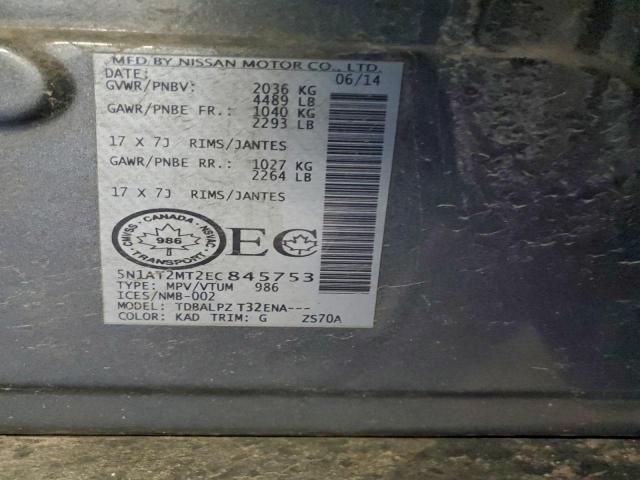 MFD BY NISSAN MOTOR CO., LTD.
DATE: 06/14
GVWR/PNBV: 2036 KG
4489 LB
GAWR/PNBE FR.: 1040 KG
2293 LB
17 X 7J RIMS/JANTES
GAWR/PNBE RR.: 1027 KG
2264 LB
17 X 7J RIMS/JANTES
CANADA
CMVSS NSVAC
986
TRANSPORT
EC
5N1AT2MT2EC845753
TYPE: MPV/VTUM 986
ICES/NMB-002
MODEL: TDBALPZ T32ENA---
COLOR: KAD TRIM: G ZS70A